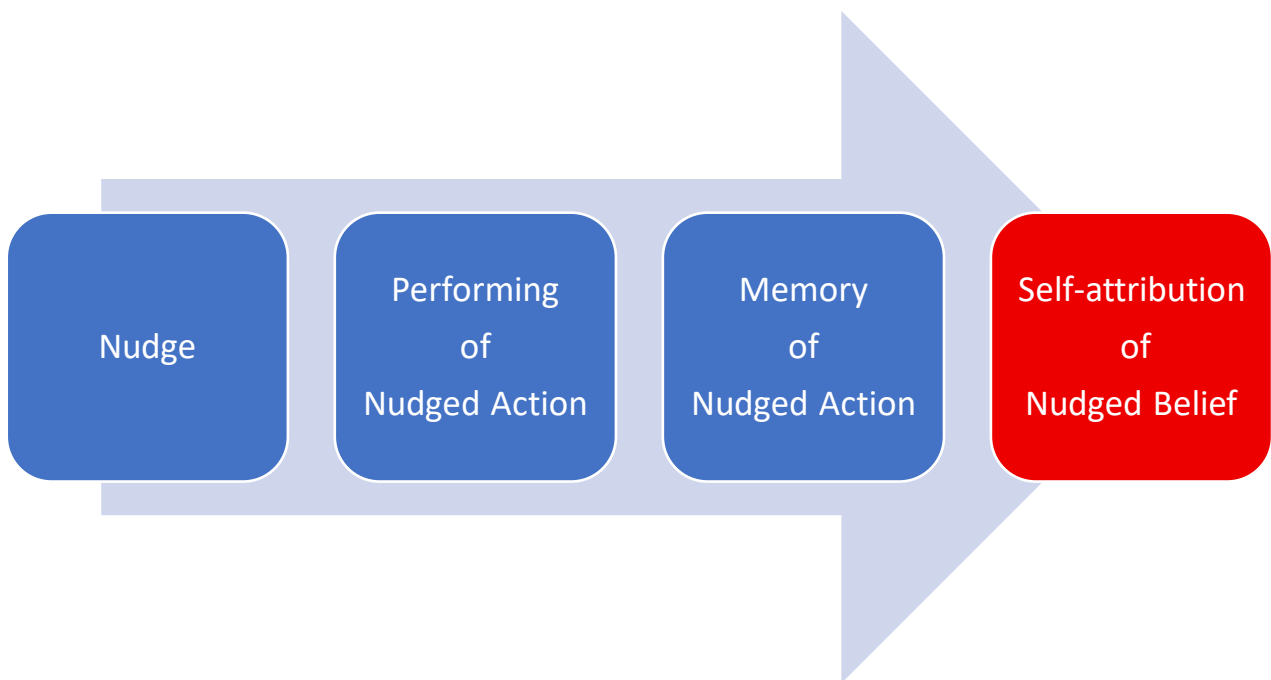 Nudge
Performing
of
Nudged Action
Memory
of
Nudged Action
Self-attribution
of
Nudged Belief